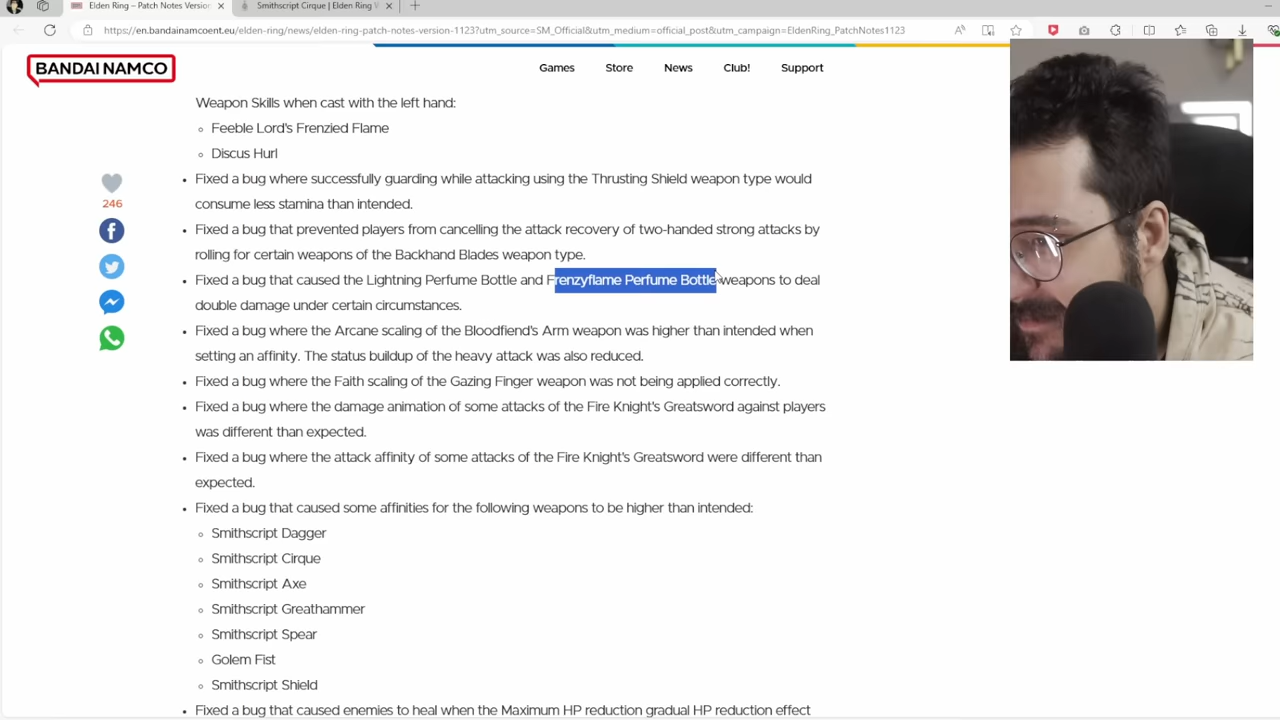 Elden Ring – Patch Notes Version
Smithscript Cirque | Elden Ring
https://en.bandainamcoent.eu/elden-ring/news/elden-ring-patch-notes-version-1123?utm_source=SM_Official&utm_medium=official_post&utm_campaign=EldenRing_PatchNotes1123
BANDAI NAMCO
Games
Store
News
Club!
Support
Weapon Skills when cast with the left hand:
Feeble Lord's Frenzied Flame
Discus Hurl
246
Fixed a bug where successfully guarding while attacking using the Thrusting Shield weapon type would
consume less stamina than intended.
Fixed a bug that prevented players from cancelling the attack recovery of two-handed strong attacks by
rolling for certain weapons of the Backhand Blades weapon type.
Fixed a bug that caused the Lightning Perfume Bottle and Frenzyflame Perfume Bottle weapons to deal
double damage under certain circumstances.
Fixed a bug where the Arcane scaling of the Bloodfiend's Arm weapon was higher than intended when
setting an affinity. The status buildup of the heavy attack was also reduced.
Fixed a bug where the Faith scaling of the Gazing Finger weapon was not being applied correctly.
Fixed a bug where the damage animation of some attacks of the Fire Knight's Greatsword against players
was different than expected.
Fixed a bug where the attack affinity of some attacks of the Fire Knight's Greatsword were different than
expected.
Fixed a bug that caused some affinities for the following weapons to be higher than intended:
Smithscript Dagger
Smithscript Cirque
Smithscript Axe
Smithscript Greathammer
Smithscript Spear
Golem Fist
Smithscript Shield
Fixed a bug that caused enemies to heal when the Maximum HP reduction gradual HP reduction effect